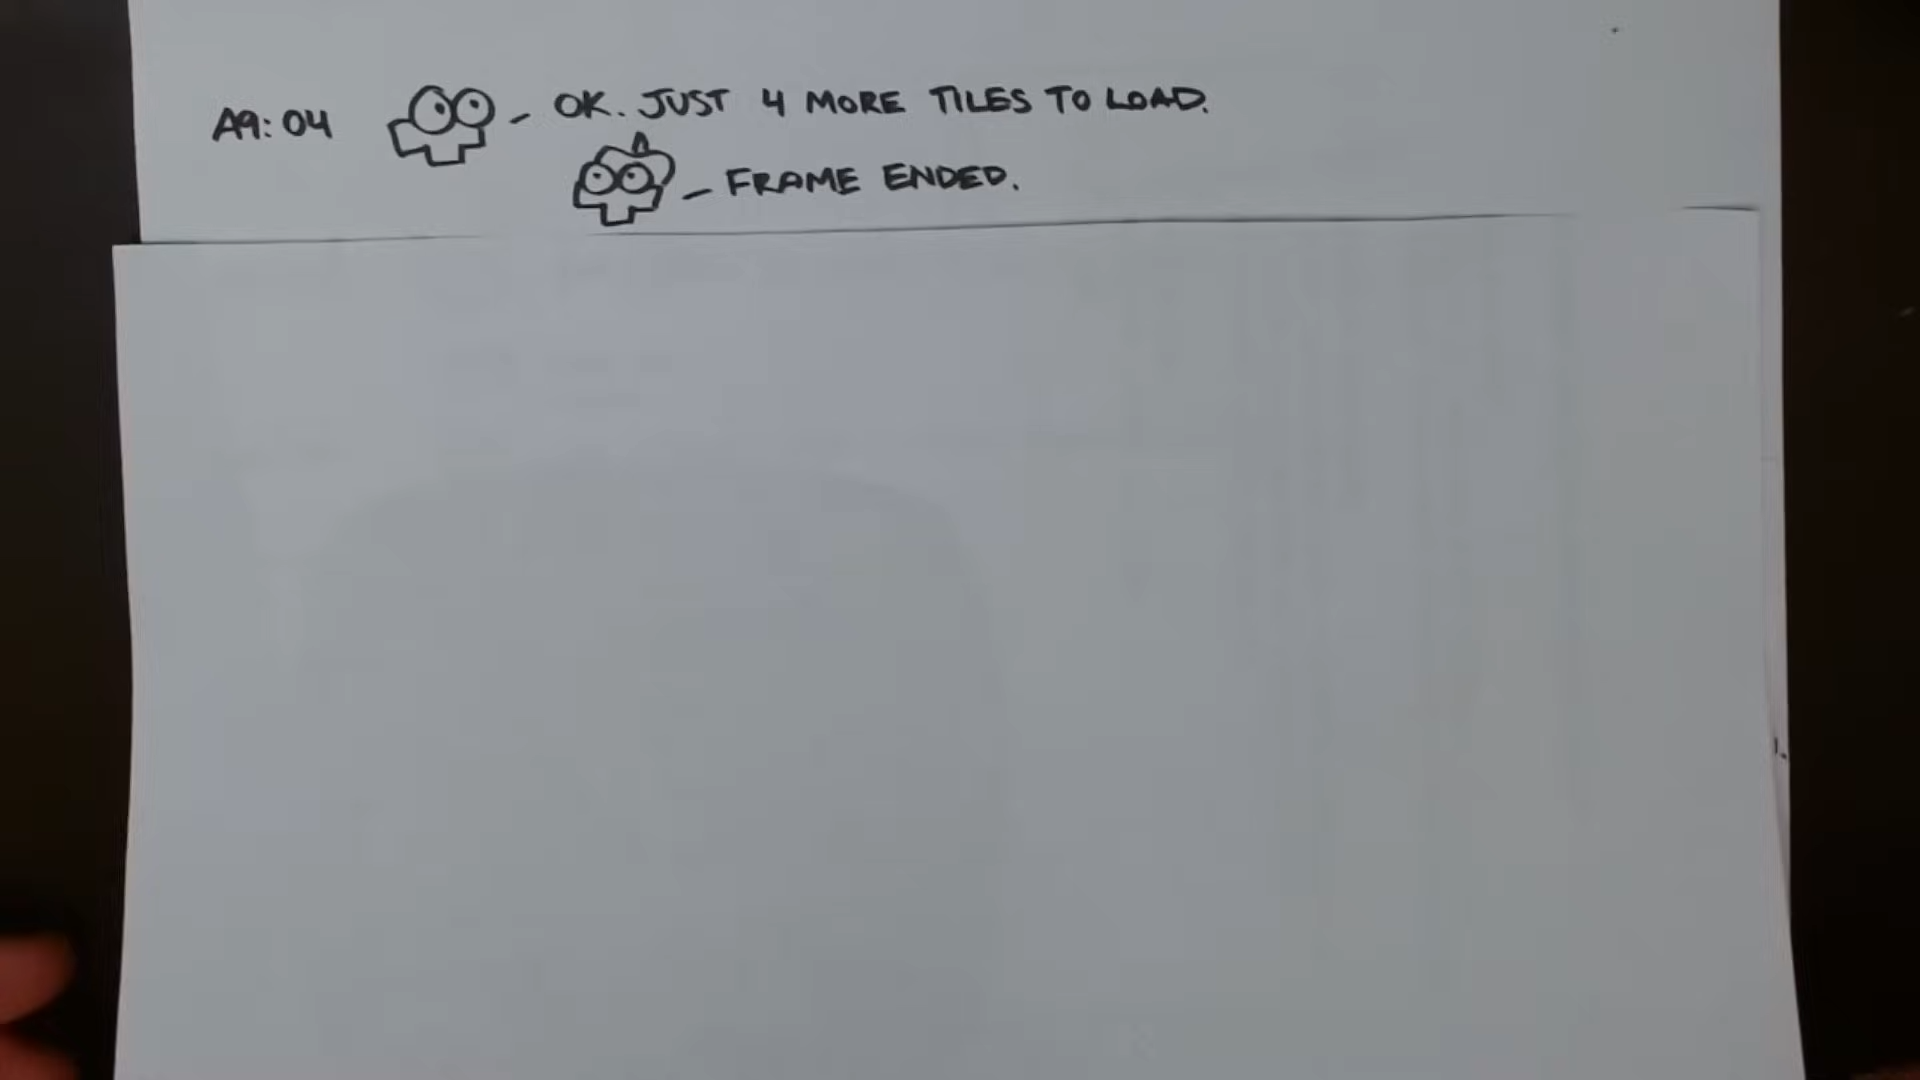 A9:04 - OK. JUST 4 MORE TILES TO LOAD.
- FRAME ENDED.